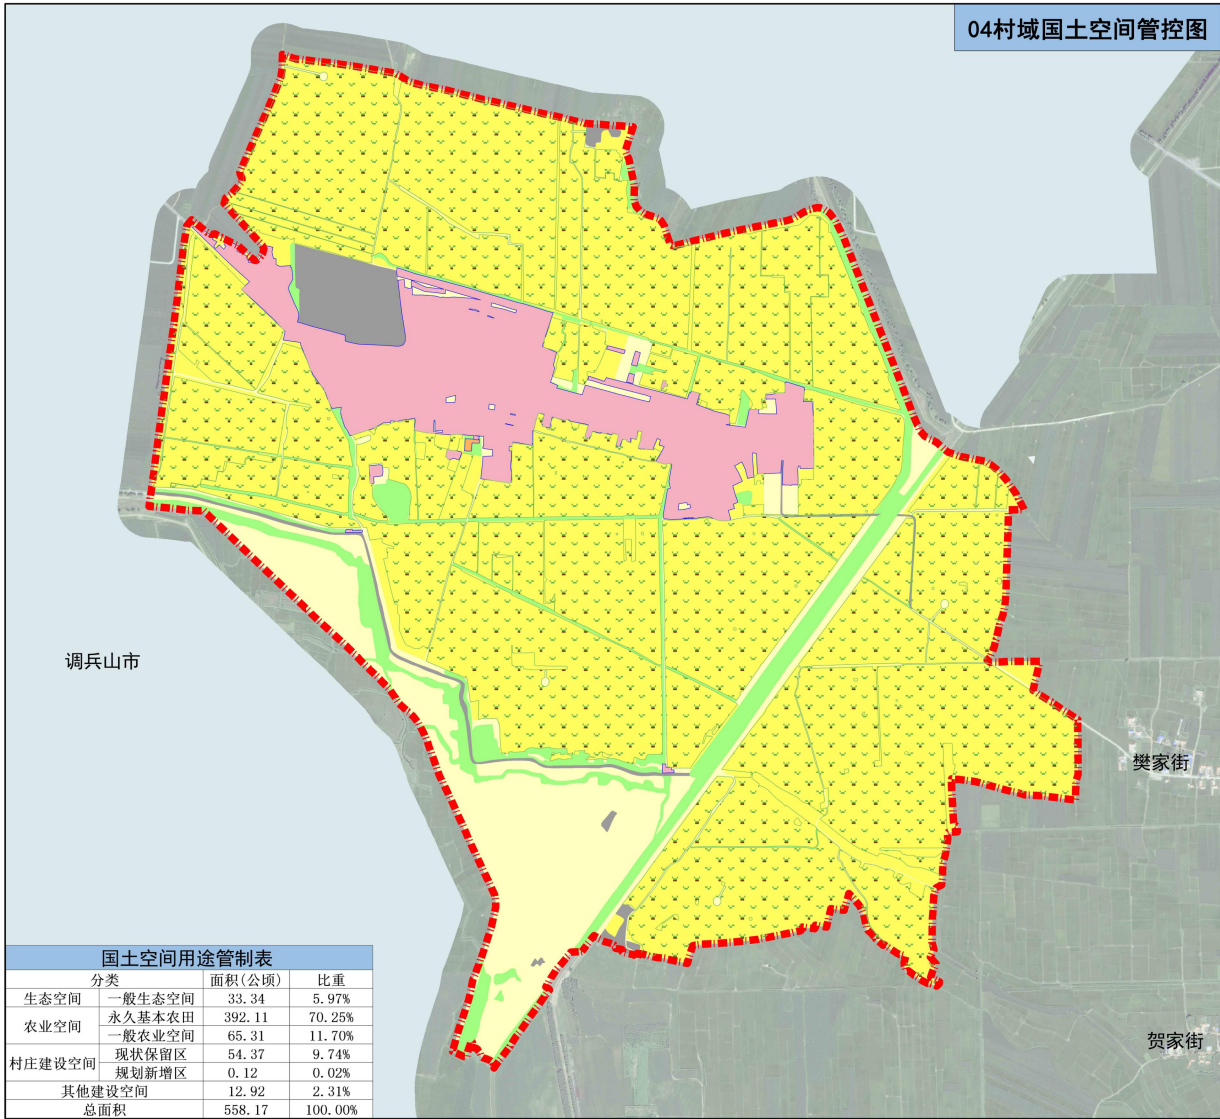 04村域国土空间管控图
调兵山市
樊家街
贺家街
国土空间用途管制表
分类 面积(公顷) 比重
生态空间 一般生态空间 33.34 5.97%
农业空间 永久基本农田 392.11 70.25%
一般农业空间 65.31 11.70%
村庄建设空间 现状保留区 54.37 9.74%
规划新增区 0.12 0.02%
其他建设空间 12.92 2.31%
总面积 558.17 100.00%